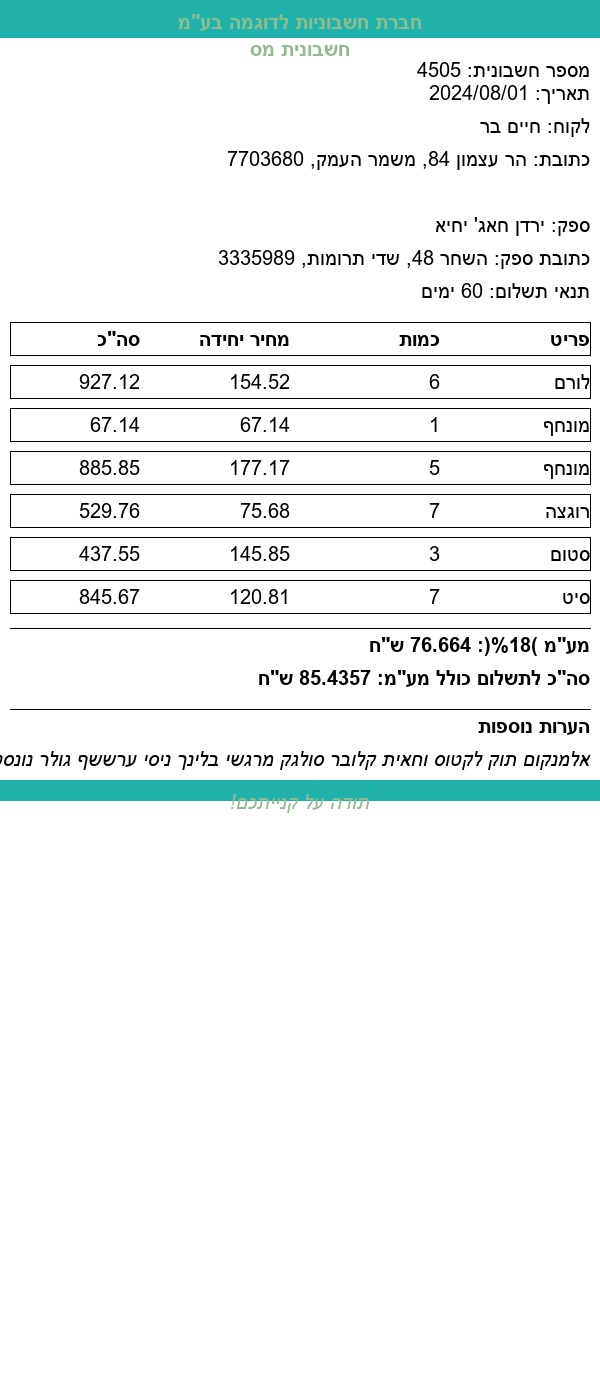 חברת חשבוניות לדוגמה בע"מ
חשבונית מס
מספר חשבונית: 4505
תאריך: 2024/08/01
לקוח: חיים בר
כתובת: הר עצמון 84, משמר העמק, 7703680
ספק: ירדן חאג' יחיא
כתובת ספק: השחר 48, שדי תרומות, 3335989
תנאי תשלום: 60 ימים
פריט כמות מחיר יחידה סה"כ
לורם 6 154.52 927.12
מונחף 1 67.14 67.14
מונחף 5 177.17 885.85
רוגצה 7 75.68 529.76
סטום 3 145.85 437.55
סיט 7 120.81 845.67
מע"מ )18%(: 76.664 ש"ח
סה"כ לתשלום כולל מע"מ: 85.4357 ש"ח
הערות נוספות
אלמנקום תוק לקטוס וחאית קלובר סולגק מרגשי בלינך ניסי ערששף גולר
תודה על קנייתכם!